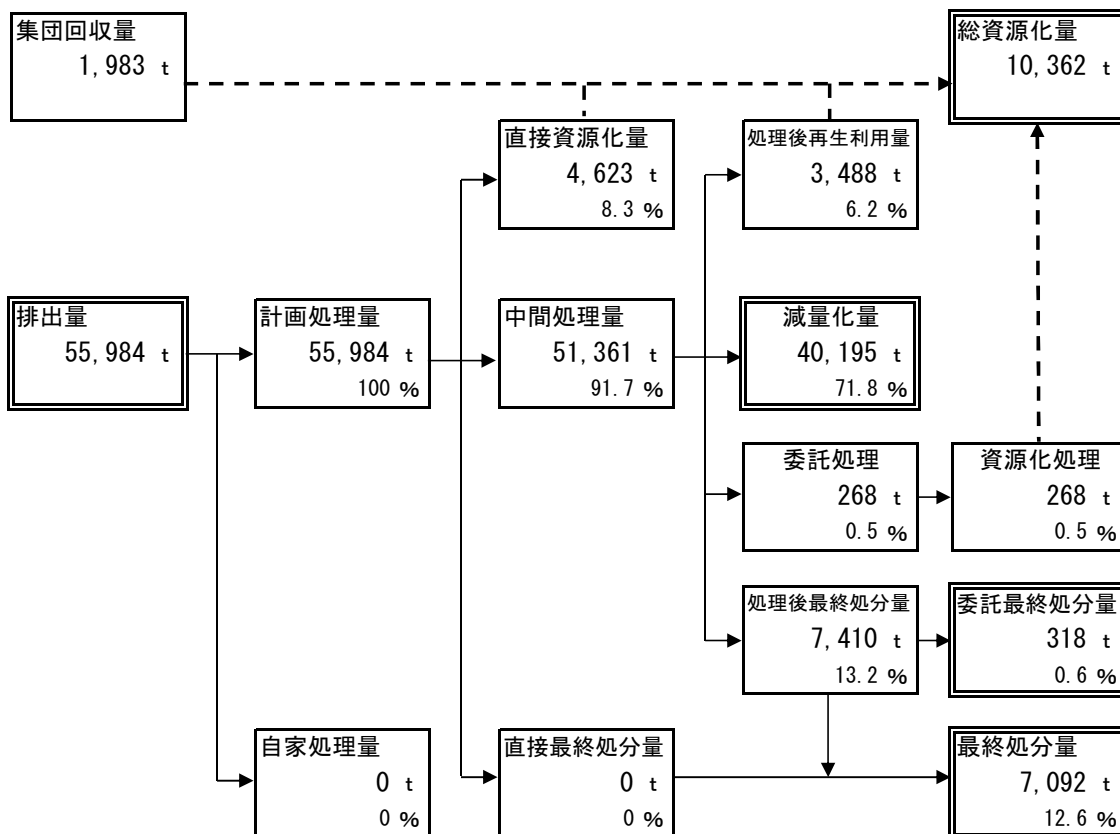 集団回収量
1,983 t
総資源化量
10,362 t
直接資源化量
4,623 t
8.3 %
処理後再生利用量
3,488 t
6.2 %
排出量
55,984 t
計画処理量
55,984 t
100 %
中間処理量
51,361 t
91.7 %
減量化量
40,195 t
71.8 %
委託処理
268 t
0.5 %
資源化処理
268 t
0.5 %
処理後最終処分量
7,410 t
13.2 %
委託最終処分量
318 t
0.6 %
自家処理量
0 t
0 %
直接最終処分量
0 t
0 %
最終処分量
7,092 t
12.6 %